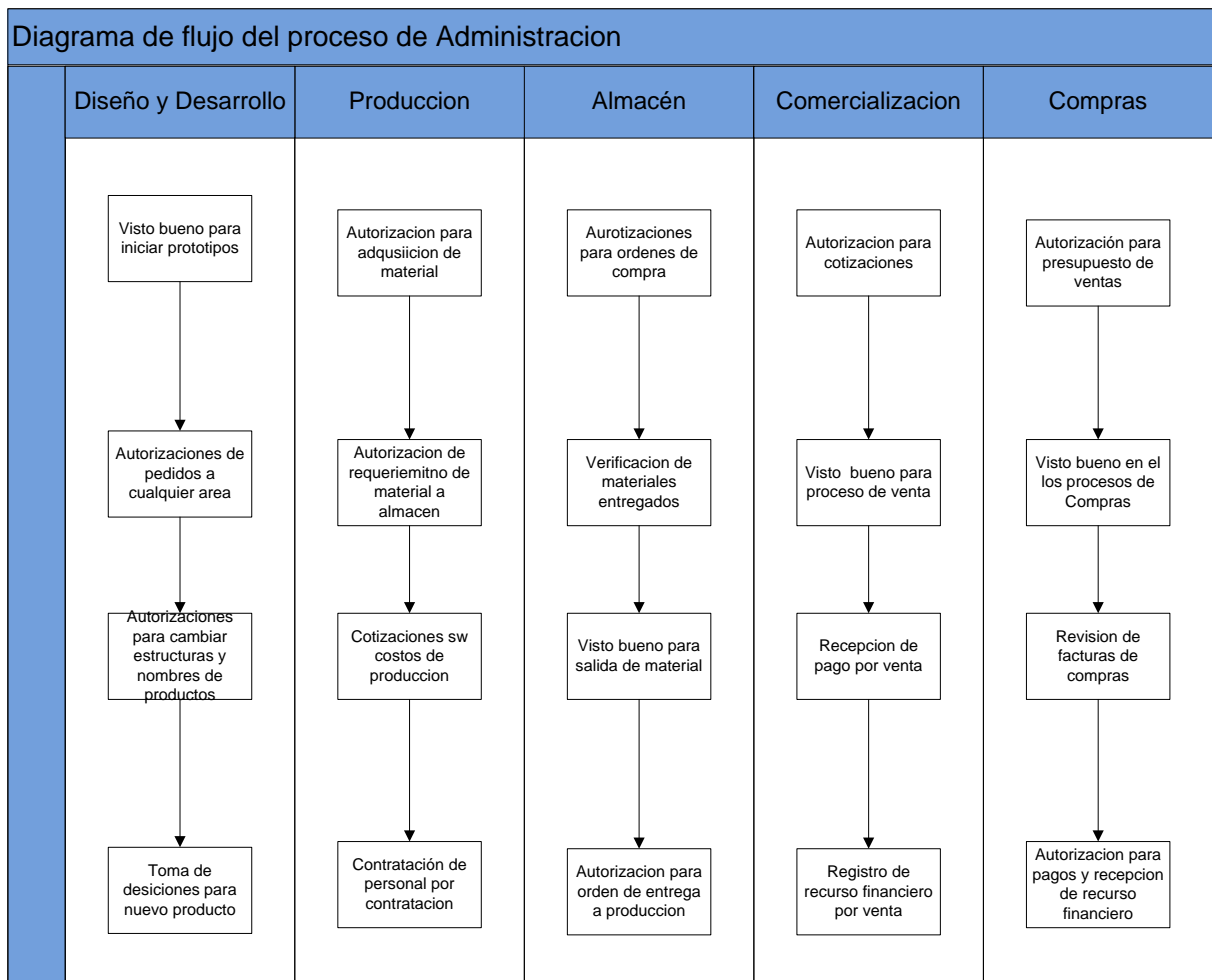 Diagrama de flujo del proceso de Administracion
Diseño y Desarrollo
Produccion
Almacén
Comercializacion
Compras
Visto bueno para
iniciar prototipos
Autorizaciones de
pedidos a
cualquier area
Autorizaciones
para cambiar
estructuras y
nombres de
productos
Toma de
desiciones para
nuevo producto
Autorizacion para
adqusiicion de
material
Autorizacion de
requeriemitno de
material a
almacen
Cotizaciones sw
costos de
produccion
Contratación de
personal por
contratacion
Aurotizaciones
para ordenes de
compra
Verificacion de
materiales
entregados
Visto bueno para
salida de material
Autorizacion para
orden de entrega
a produccion
Autorizacion para
cotizaciones
Visto  bueno para
proceso de venta
Recepcion de
pago por venta
Registro de
recurso financiero
por venta
Autorización para
presupuesto de
ventas
Visto bueno en el
los procesos de
Compras
Revision de
facturas de
compras
Autorizacion para
pagos y recepcion
de recurso
financiero